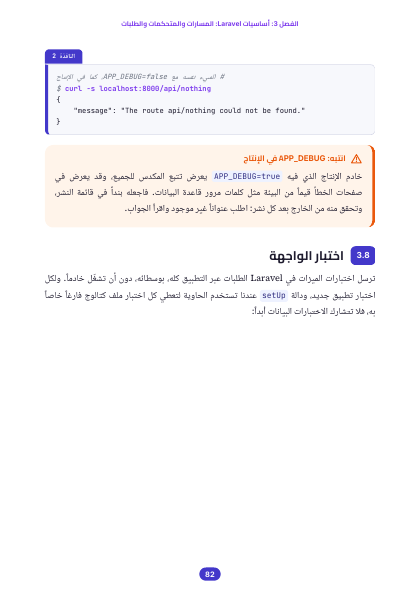 الفصل 3: أساسيات Laravel: المسارات والمتحكمات والطلبات
النافذة 2
# الشيء نفسه مع APP_DEBUG=false، كما في الإنتاج
$ curl -s localhost:8000/api/nothing
{
"message": "The route api/nothing could not be found."
}
انتبه: APP_DEBUG في الإنتاج
خادم الإنتاج الذي فيه APP_DEBUG=true يعرض تتبع المكدس للجميع، وقد يعرض في
صفحات الخطأ قيماً من البيئة مثل كلمات مرور قاعدة البيانات. فاجعله بنداً في قائمة النشر،
وتحقق منه من الخارج بعد كل نشر: اطلب عنواناً غير موجود واقرأ الجواب.
3.8 اختبار الواجهة
ترسل اختبارات الميزات في Laravel الطلبات عبر التطبيق كله، بوسطائه، دون أن تشغّل خادماً. ولكل
اختبار تطبيق جديد، ودالة setUp عندنا تستخدم الحاوية لتعطي كل اختبار ملف كتالوج فارغاً خاصاً
به، فلا تتشارك الاختبارات البيانات أبداً:
82